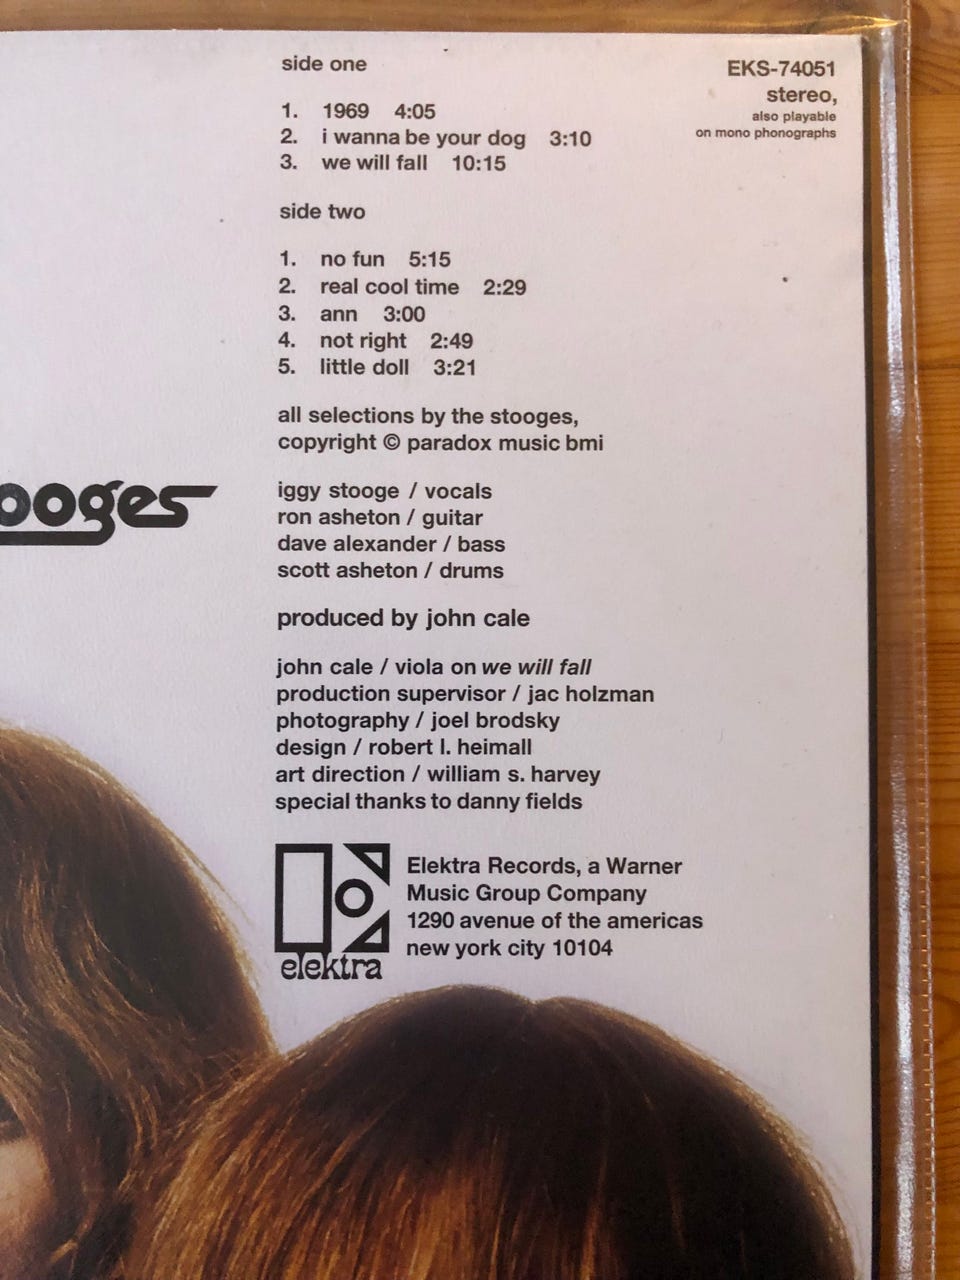 side one
1. 1969 4:05
2. i wanna be your dog 3:10
3. we will fall 10:15
side two
1. no fun 5:15
2. real cool time 2:29
3. ann 3:00
4. not right 2:49
5. little doll 3:21
all selections by the stooges,
copyright © paradox music bmi
iggy stooge / vocals
ron asheton / guitar
dave alexander / bass
scott asheton / drums
produced by john cale
john cale / viola on we will fall
production supervisor / jac holzman
photography / joel brodsky
design / robert l. heimall
art direction / william s. harvey
special thanks to danny fields
elektra
Elektra Records, a Warner
Music Group Company
1290 avenue of the americas
new york city 10104
EKS-74051
stereo,
also playable
on mono phonographs
ooges